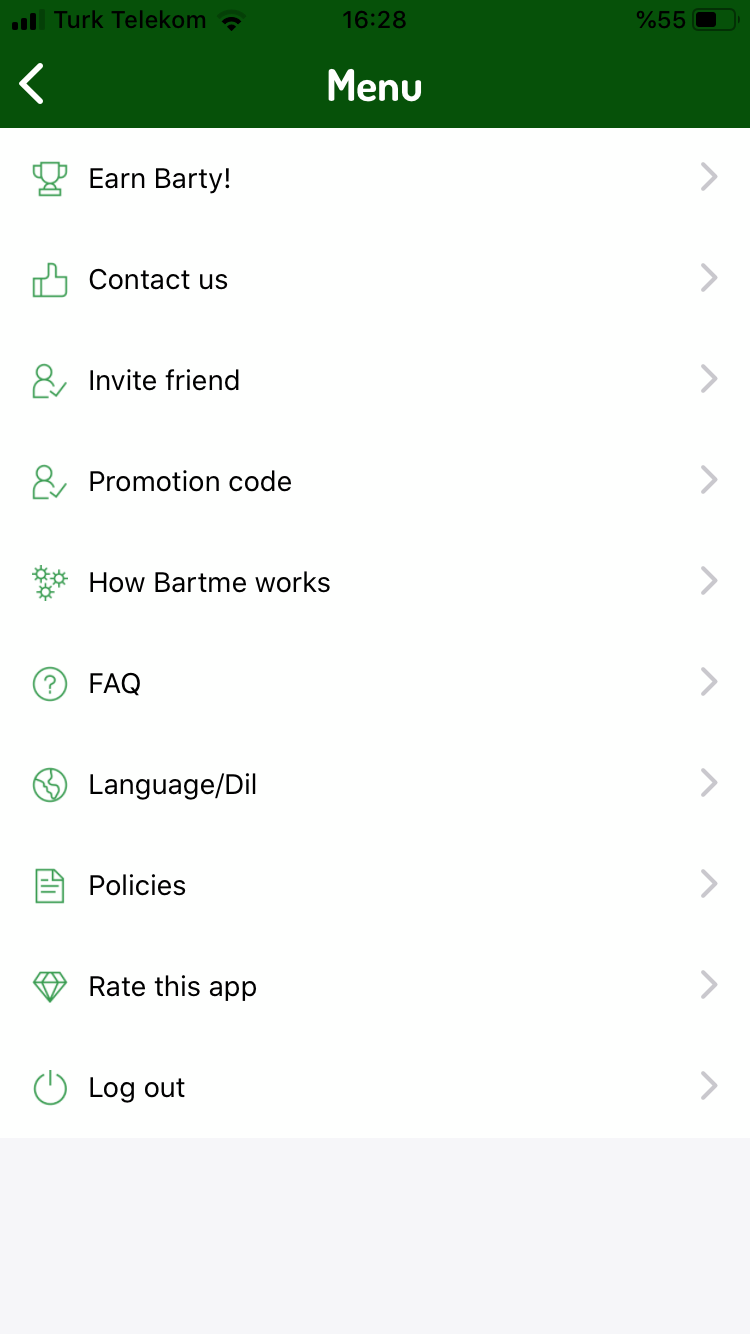 Turk Telekom 16:28 %55
Menu
Earn Barty!
Contact us
Invite friend
Promotion code
How Bartme works
FAQ
Language/Dil
Policies
Rate this app
Log out